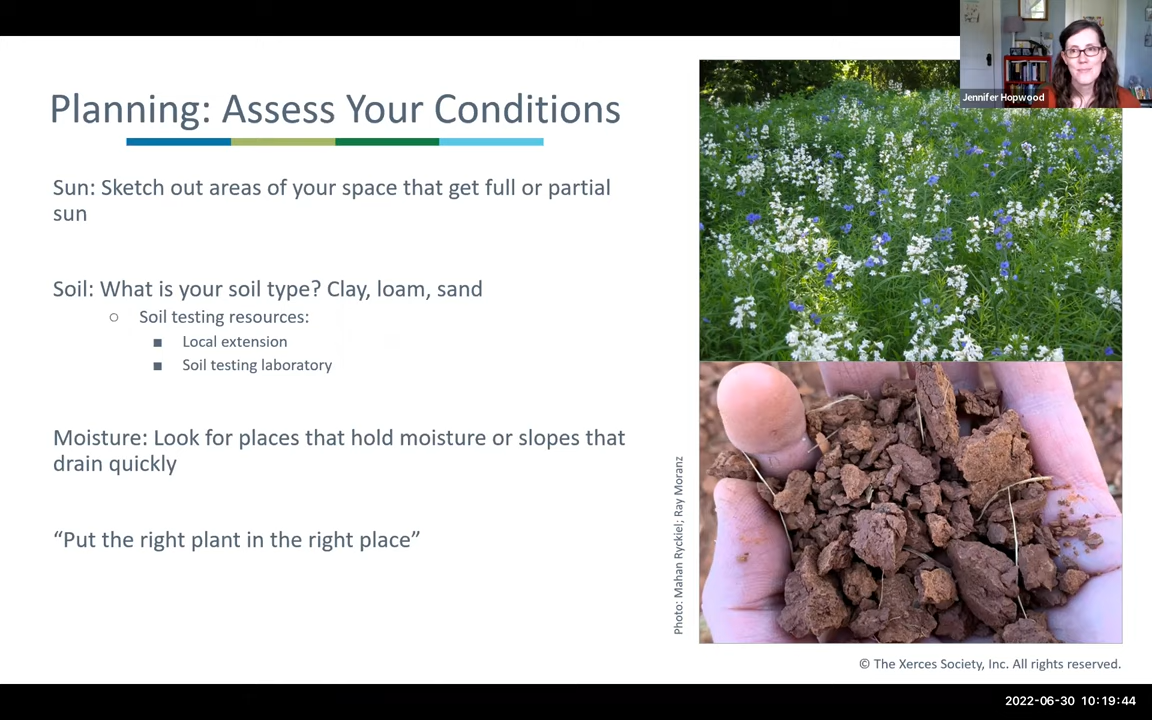 Jennifer Hopwood
Planning: Assess Your Conditions
Sun: Sketch out areas of your space that get full or partial
sun
Soil: What is your soil type? Clay, loam, sand
○ Soil testing resources:
■ Local extension
■ Soil testing laboratory
Moisture: Look for places that hold moisture or slopes that
drain quickly
“Put the right plant in the right place”
Photo: Mahan Ryckiel; Ray Moranz
© The Xerces Society, Inc. All rights reserved.
2022-06-30 10:19:44